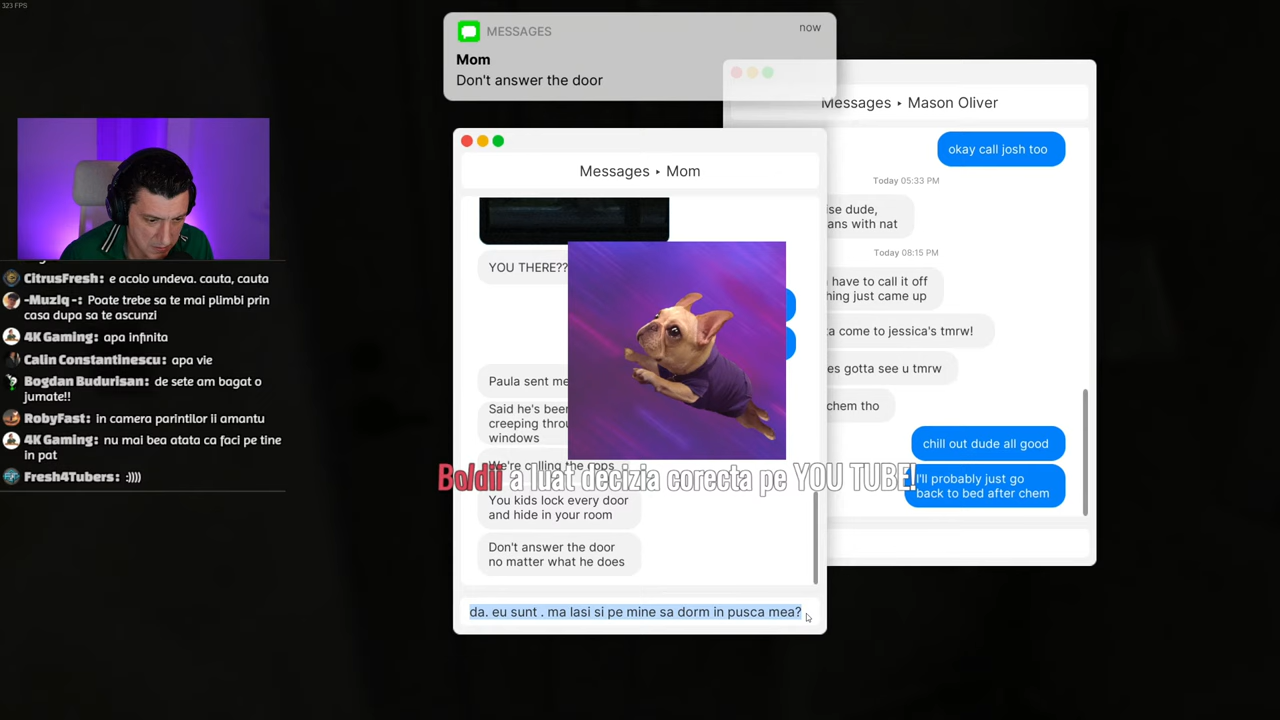 323 FPS
MESSAGES
now
Mom
Don't answer the door
Messages ▸ Mason Oliver
okay call josh too
Today 05:33 PM
ise dude,
ans with nat
Today 08:15 PM
have to call it off
hing just came up
ta come to jessica's tmrw!
es gotta see u tmrw
chem tho
chill out dude all good
I'll probably just go
back to bed after chem
Messages ▸ Mom
YOU THERE??
Paula sent me
Said he's been
creeping throu
windows
We're calling the cops
You kids lock every door
and hide in your room
Don't answer the door
no matter what he does
da. eu sunt . ma lasi si pe mine sa dorm in pusca mea?
Boldii a luat decizia corecta pe YOU TUBE!
CitrusFresh: e acolo undeva. cauta, cauta
-MuzIq-: Poate trebe sa te mai plimbi prin
casa dupa sa te ascunzi
4K Gaming: apa infinita
Calin Constantinescu: apa vie
Bogdan Budurisan: de sete am bagat o
jumate!!
RobyFast: in camera parintilor ii amantu
4K Gaming: nu mai bea atata ca faci pe tine
in pat
Fresh4Tubers: :))))